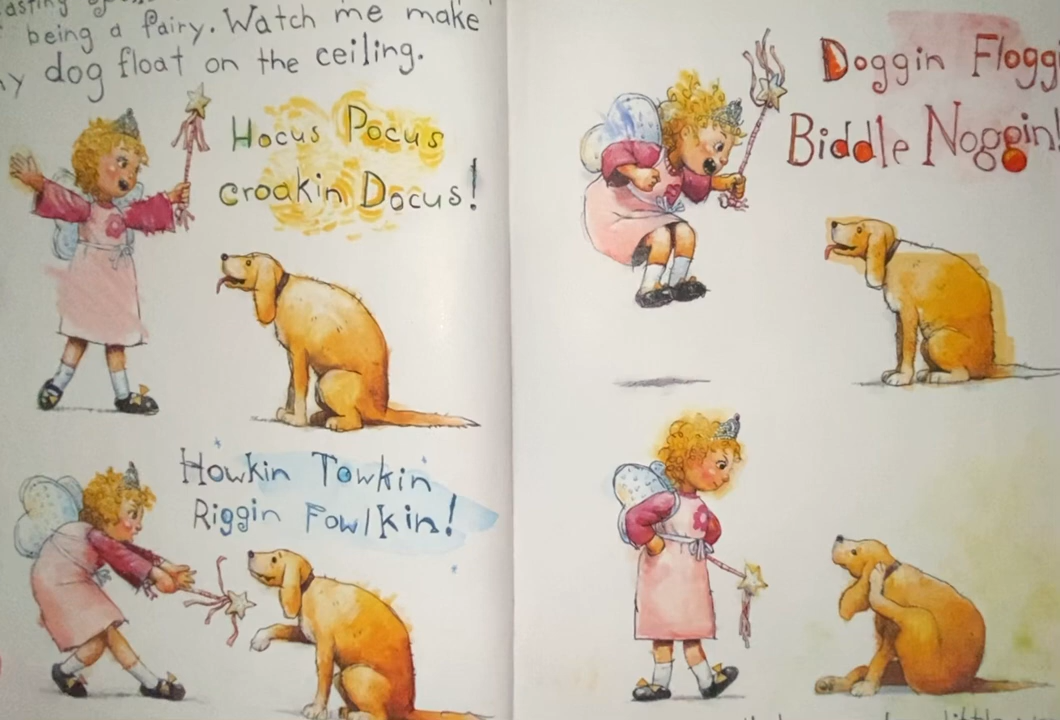 being a fairy. Watch me make
dog float on the ceiling.
Hocus Pocus
croakin Docus!
Howkin Towkin
Riggin Fowlkin!
Doggin Flogg
Biddle Noggin!